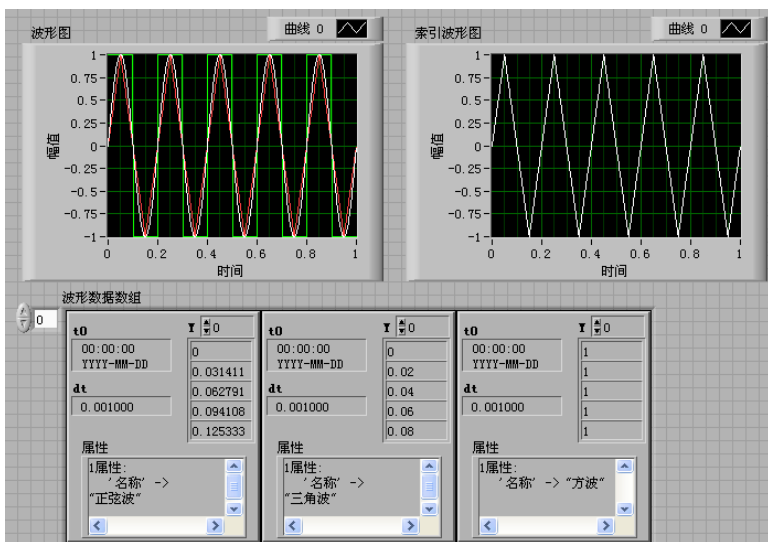 波形图
曲线 0
1
0.75
0.5
0.25
0
-0.25
-0.5
-0.75
-1
幅值
0 0.2 0.4 0.6 0.8 1
时间
索引波形图
曲线 0
1
0.75
0.5
0.25
0
-0.25
-0.5
-0.75
-1
幅值
0 0.2 0.4 0.6 0.8 1
时间
波形数据数组
0
t0
00:00:00
YYYY-MM-DD
dt
0.001000
Y 0
0
0.031411
0.062791
0.094108
0.125333
属性
1属性:
'名称' ->
"正弦波"
t0
00:00:00
YYYY-MM-DD
dt
0.001000
Y 0
0
0.02
0.04
0.06
0.08
属性
1属性:
'名称' ->
"三角波"
t0
00:00:00
YYYY-MM-DD
dt
0.001000
Y 0
1
1
1
1
1
属性
1属性:
'名称' -> "方波"